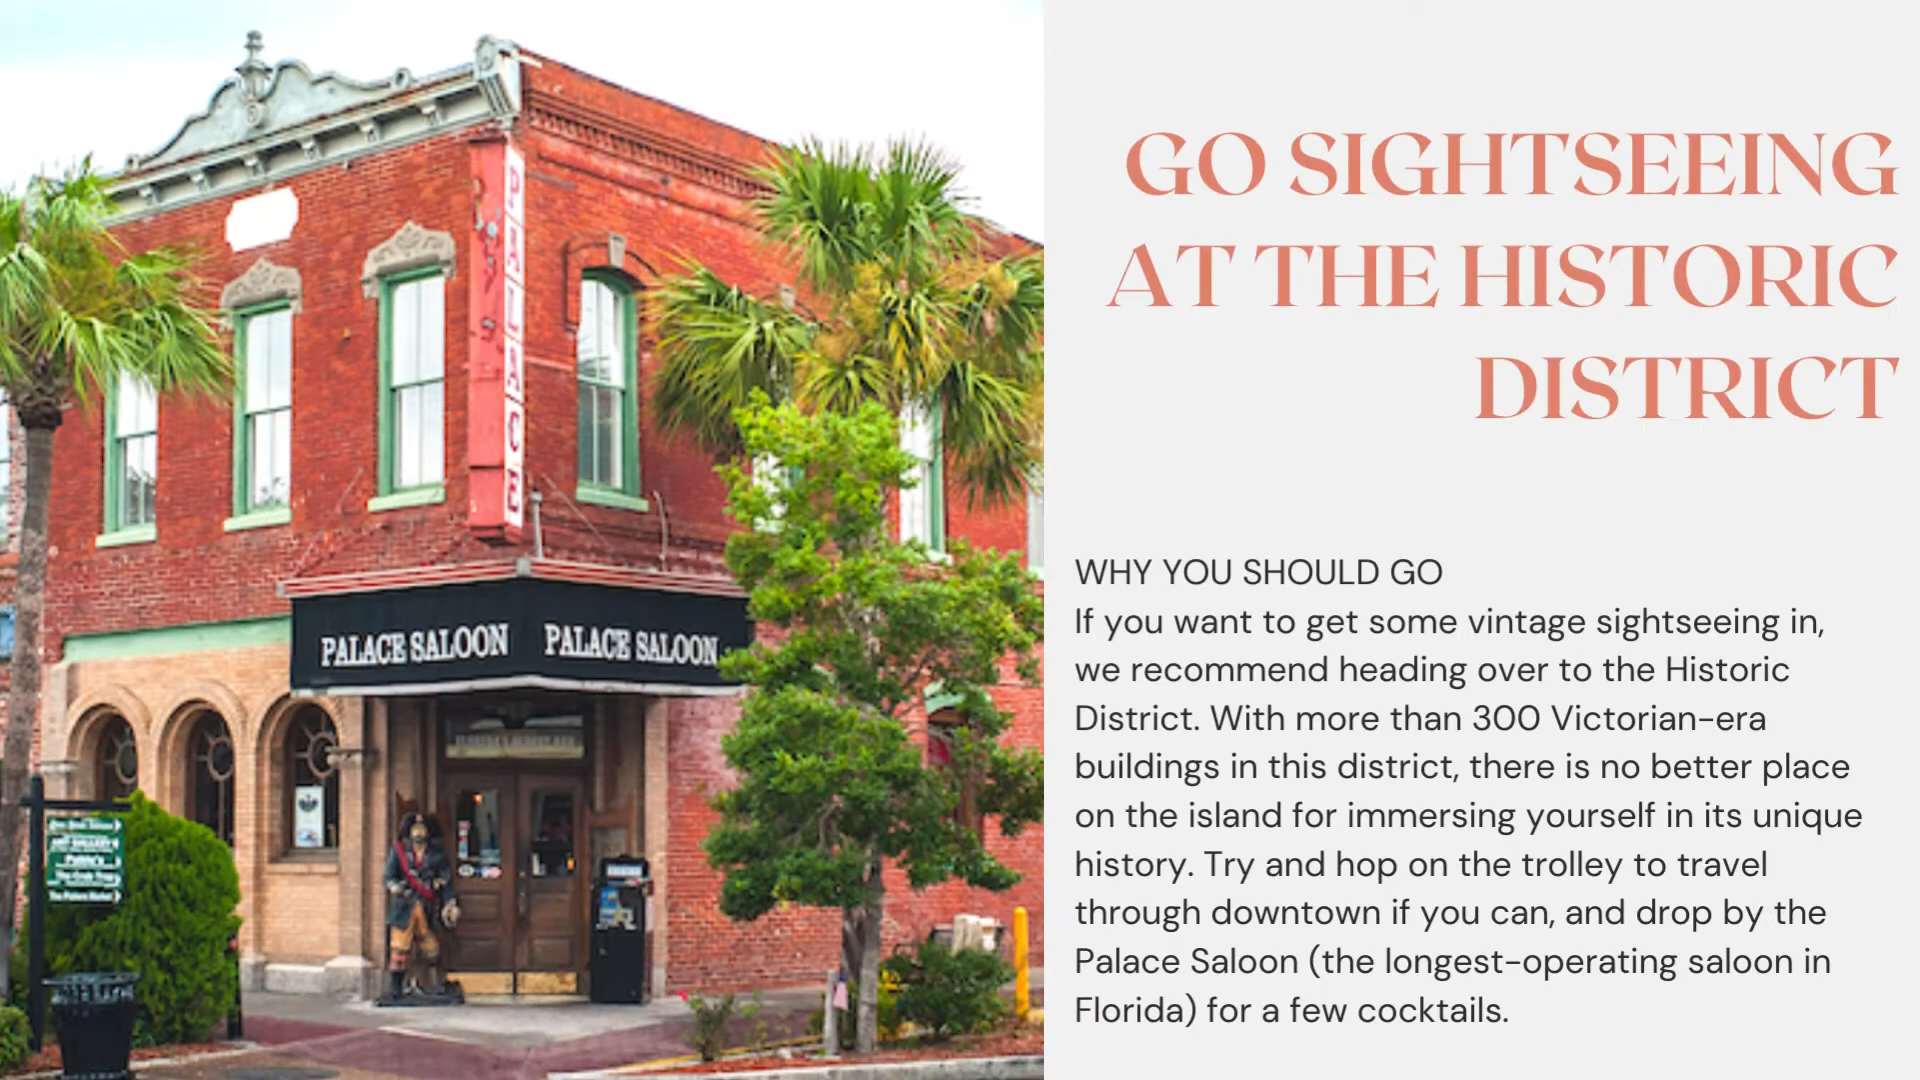 GO SIGHTSEEING
AT THE HISTORIC
DISTRICT
WHY YOU SHOULD GO
If you want to get some vintage sightseeing in,
we recommend heading over to the Historic
District. With more than 300 Victorian-era
buildings in this district, there is no better place
on the island for immersing yourself in its unique
history. Try and hop on the trolley to travel
through downtown if you can, and drop by the
Palace Saloon (the longest-operating saloon in
Florida) for a few cocktails.
PALACE
PALACE SALOON PALACE SALOON